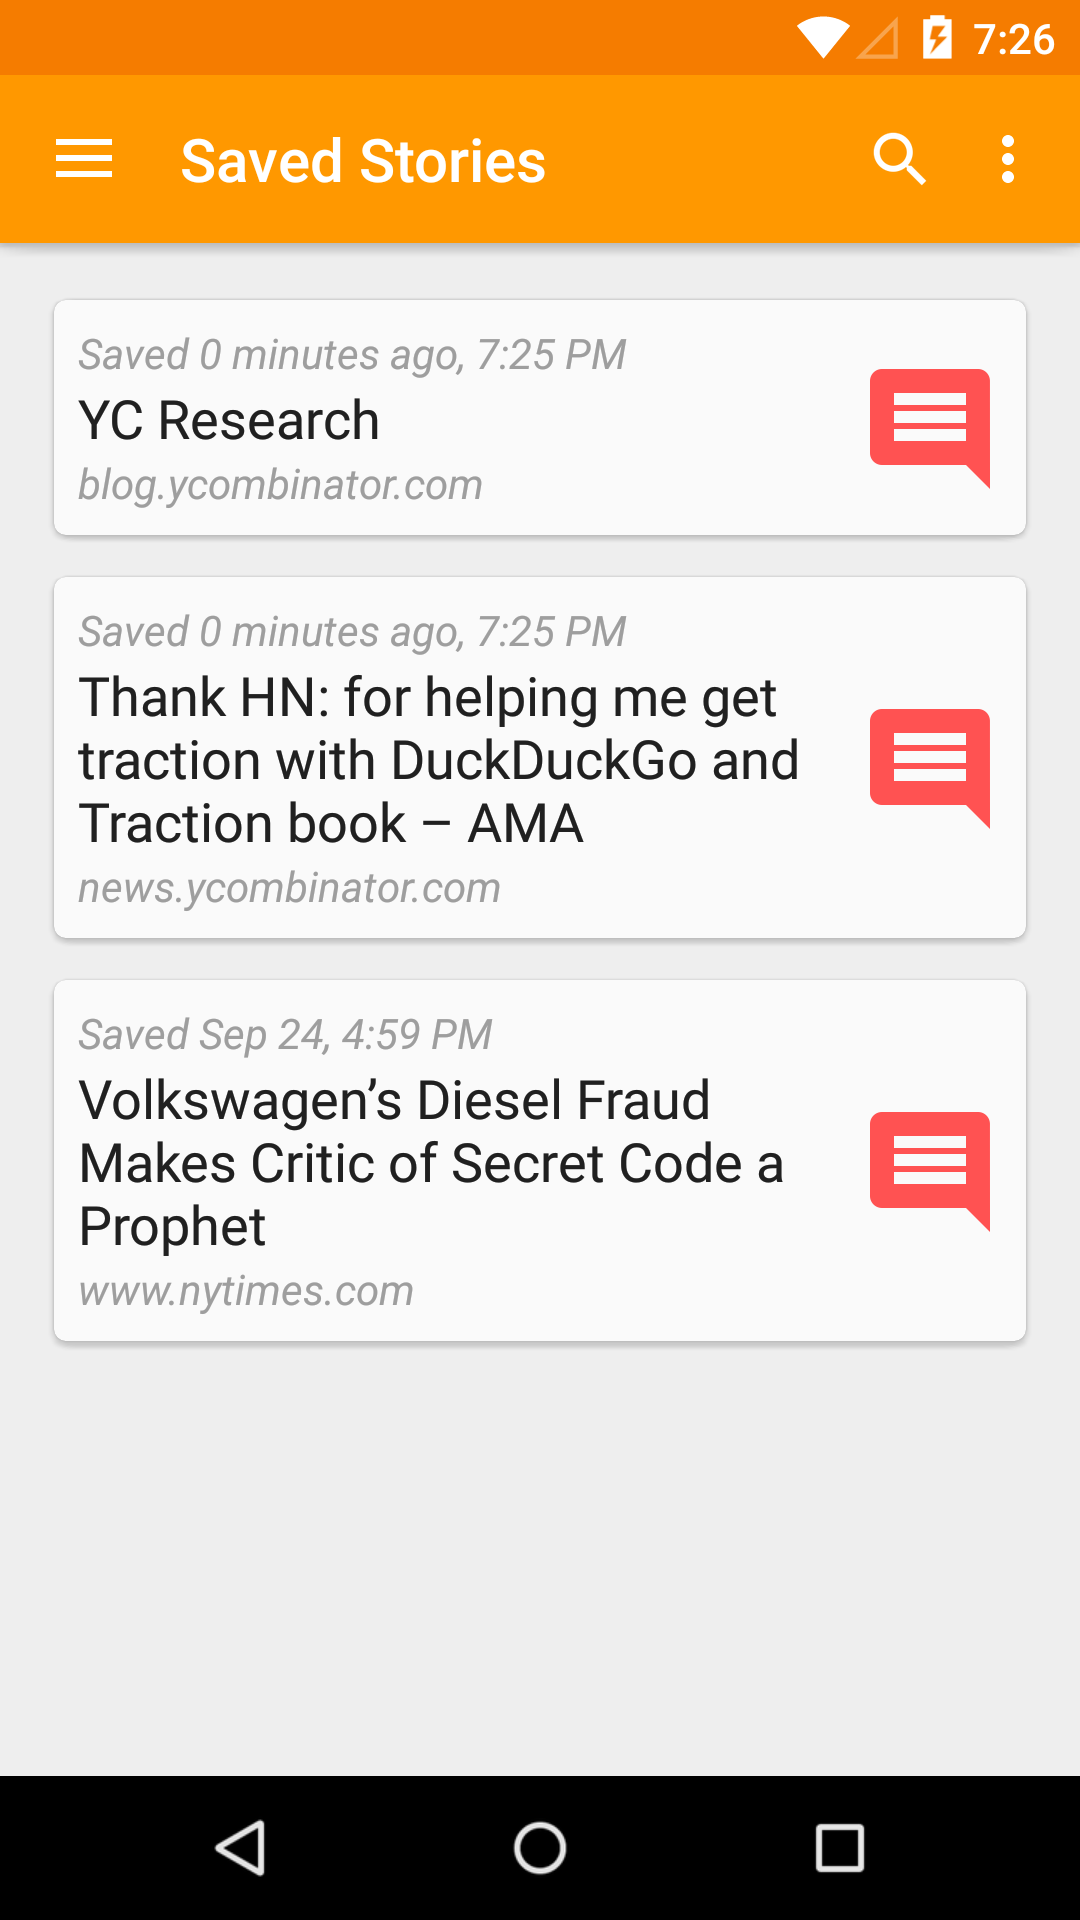 7:26
Saved Stories
Saved 0 minutes ago, 7:25 PM
YC Research
blog.ycombinator.com
Saved 0 minutes ago, 7:25 PM
Thank HN: for helping me get
traction with DuckDuckGo and
Traction book – AMA
news.ycombinator.com
Saved Sep 24, 4:59 PM
Volkswagen’s Diesel Fraud
Makes Critic of Secret Code a
Prophet
www.nytimes.com